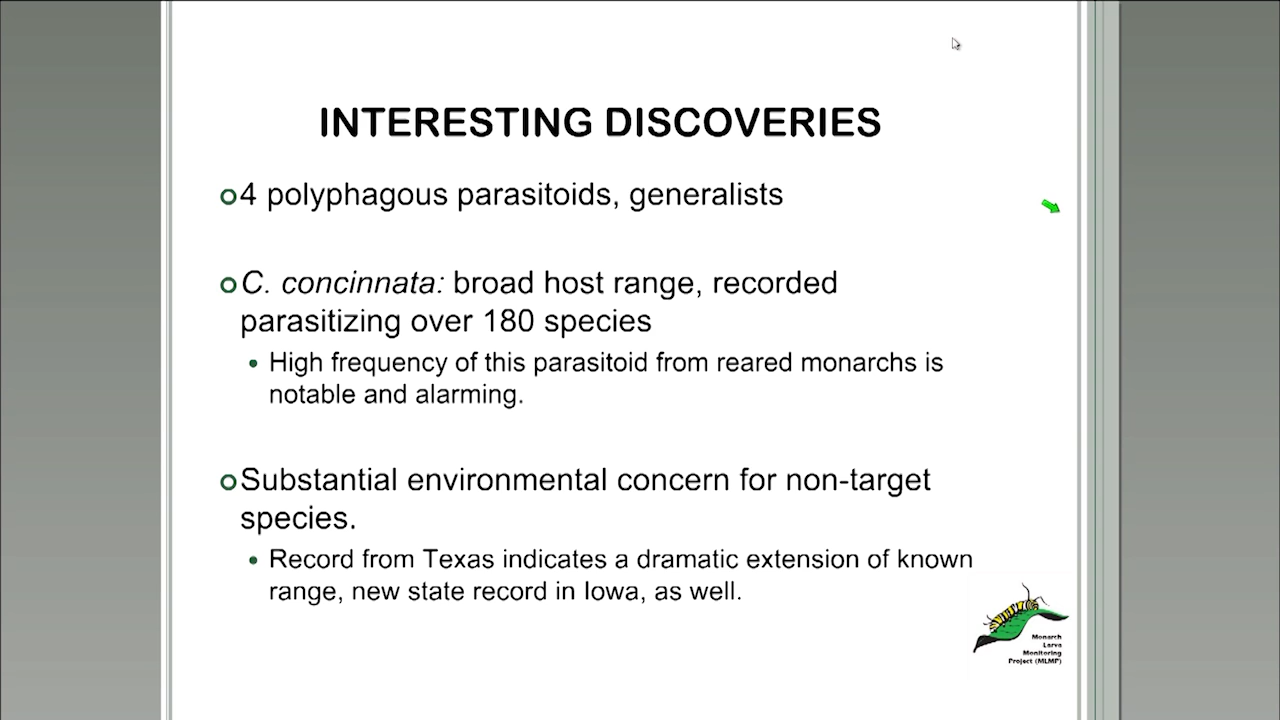 INTERESTING DISCOVERIES
4 polyphagous parasitoids, generalists
C. concinnata: broad host range, recorded
parasitizing over 180 species
High frequency of this parasitoid from reared monarchs is
notable and alarming.
Substantial environmental concern for non-target
species.
Record from Texas indicates a dramatic extension of known
range, new state record in Iowa, as well.
Monarch
Larva
Monitoring
Project (MLMP)